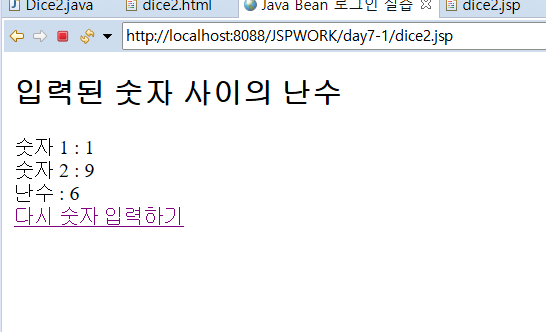 Dice2.java dice2.html Java Bean 로그인 실습 dice2.jsp
http://localhost:8088/JSPWORK/day7-1/dice2.jsp
입력된 숫자 사이의 난수
숫자 1 : 1
숫자 2 : 9
난수 : 6
다시 숫자 입력하기